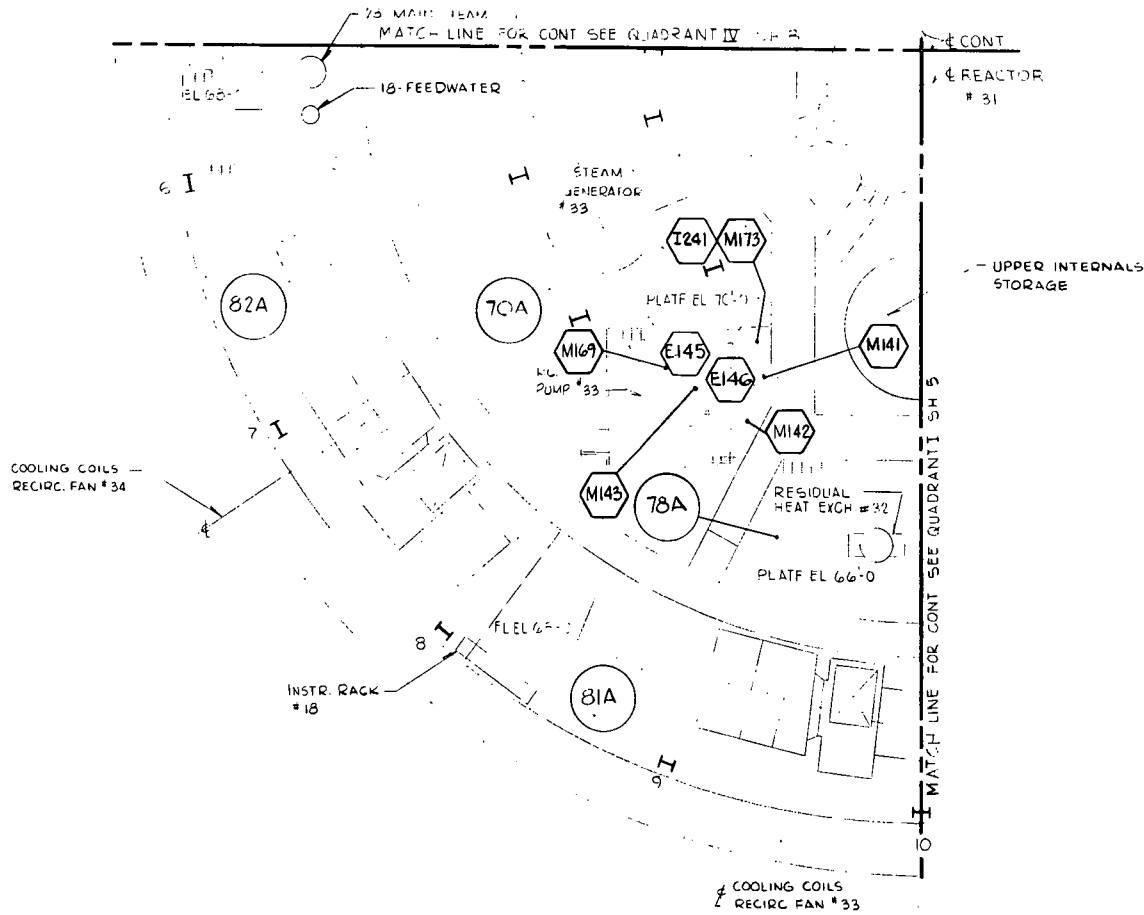 MATCH LINE FOR CONT SEE QUADRANT IV
℄ CONT
℄ REACTOR
# 31
18-FEEDWATER
6
STEAM
GENERATOR
# 33
I241
M173
UPPER INTERNALS
STORAGE
82A
70A
PLATF EL 70'-0
M169
E145
E146
M141
PUMP #33
M142
7
COOLING COILS
RECIRC. FAN #34
℄
M143
78A
RESIDUAL
HEAT EXCH #32
PLATF EL 66'-0
MATCH LINE FOR CONT SEE QUADRANT I SH 5
8
INSTR. RACK
# 18
81A
9
10
℄ COOLING COILS
RECIRC FAN #33